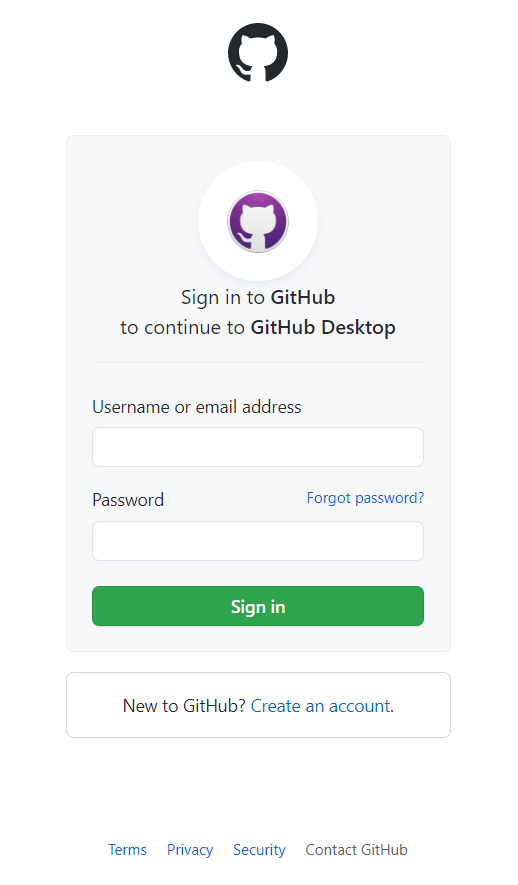 Sign in to GitHub
to continue to GitHub Desktop
Username or email address
Password Forgot password?
Sign in
New to GitHub? Create an account.
Terms Privacy Security Contact GitHub